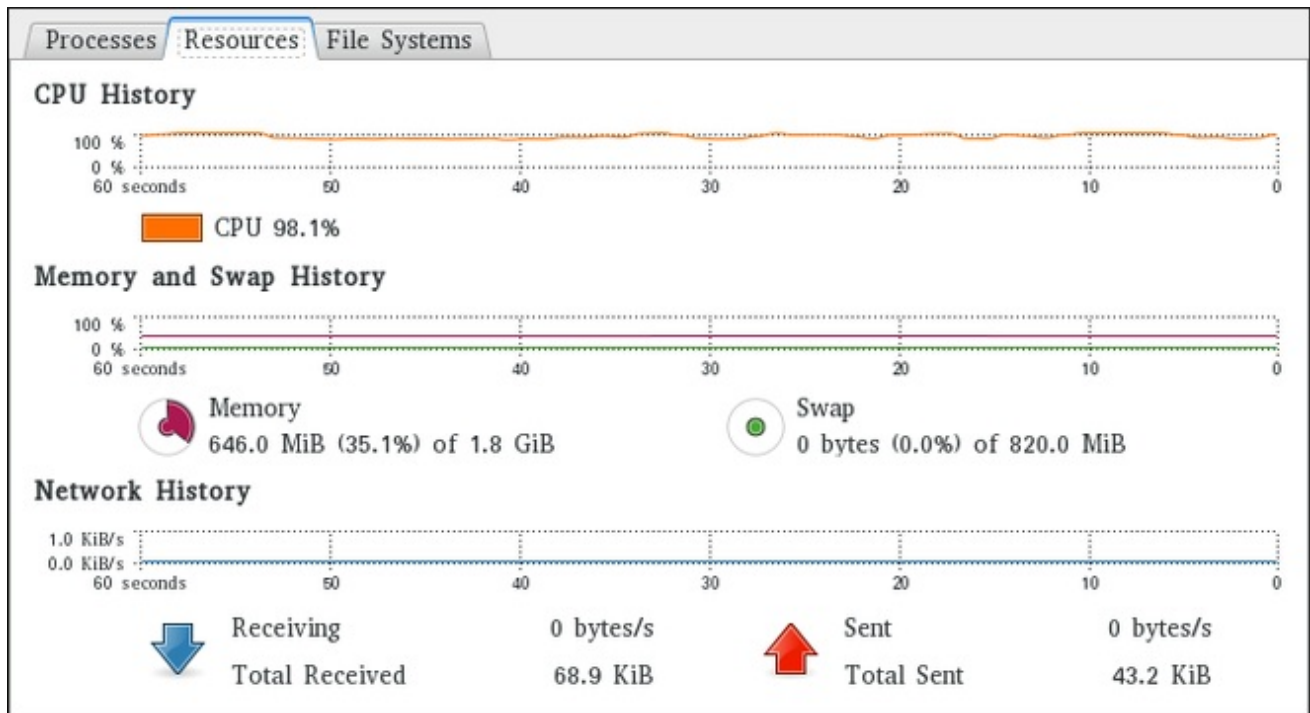 Processes Resources File Systems
CPU History
100 %
0 %
60 seconds 50 40 30 20 10 0
CPU 98.1%
Memory and Swap History
100 %
0 %
60 seconds 50 40 30 20 10 0
Memory Swap
646.0 MiB (35.1%) of 1.8 GiB 0 bytes (0.0%) of 820.0 MiB
Network History
1.0 KiB/s
0.0 KiB/s
60 seconds 50 40 30 20 10 0
Receiving 0 bytes/s Sent 0 bytes/s
Total Received 68.9 KiB Total Sent 43.2 KiB